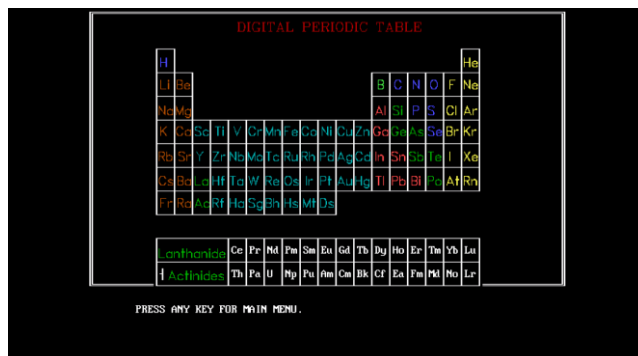 DIGITAL PERIODIC TABLE
H He
Li Be B C N O F Ne
Na Mg Al Si P S Cl Ar
K Ca Sc Ti V Cr Mn Fe Co Ni Cu Zn Ga Ge As Se Br Kr
Rb Sr Y Zr Nb Mo Tc Ru Rh Pd Ag Cd In Sn Sb Te I Xe
Cs Ba La Hf Ta W Re Os Ir Pt Au Hg Tl Pb Bi Po At Rn
Fr Ra Ac Rf Ha Sg Bh Hs Mt Ds
Lanthanide Ce Pr Nd Pm Sm Eu Gd Tb Dy Ho Er Tm Yb Lu
Actinides Th Pa U Np Pu Am Cm Bk Cf Ea Fm Md No Lr
PRESS ANY KEY FOR MAIN MENU.